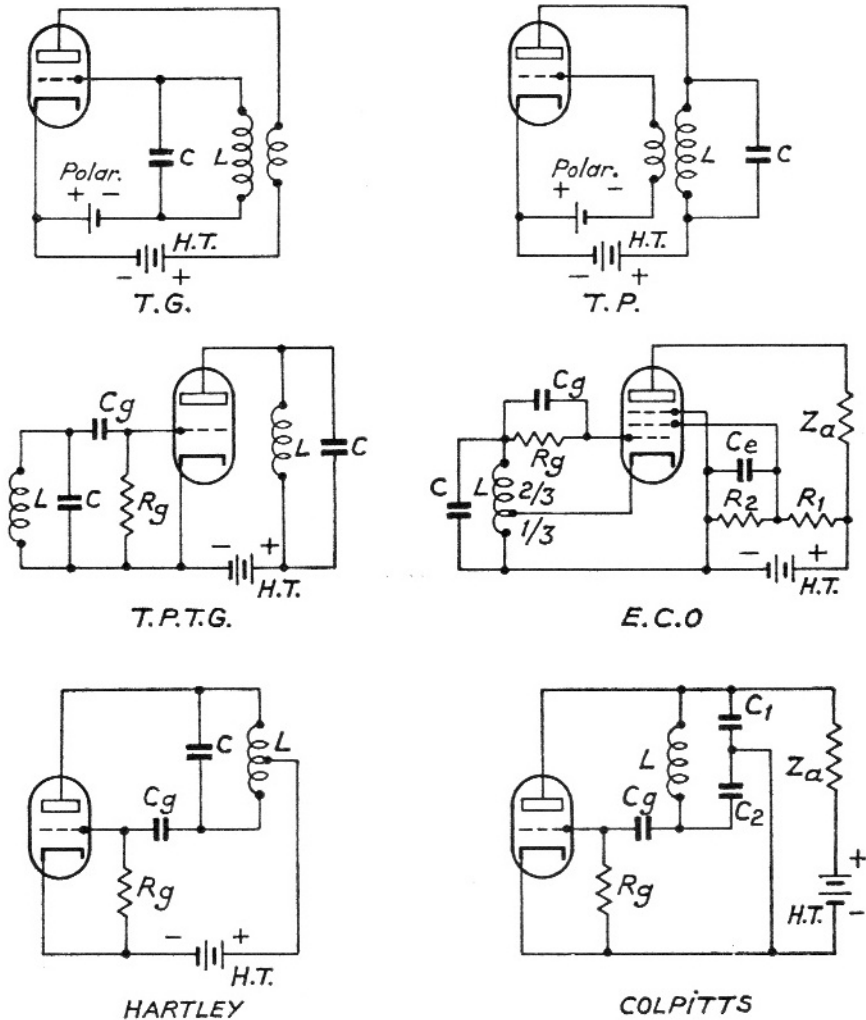 C
L
Polar.
+ -
H.T.
- +
T.G.
L
C
Polar.
+ -
H.T.
- +
T.P.
Cg
L
C
Rg
L
C
- +
H.T.
T.P.T.G.
Cg
Rg
C
L
2/3
1/3
Za
Ce
R2
R1
- +
H.T.
E.C.O
C
L
Cg
Rg
- +
H.T.
HARTLEY
C1
L
Za
Cg
C2
Rg
+
H.T.
-
COLPITTS